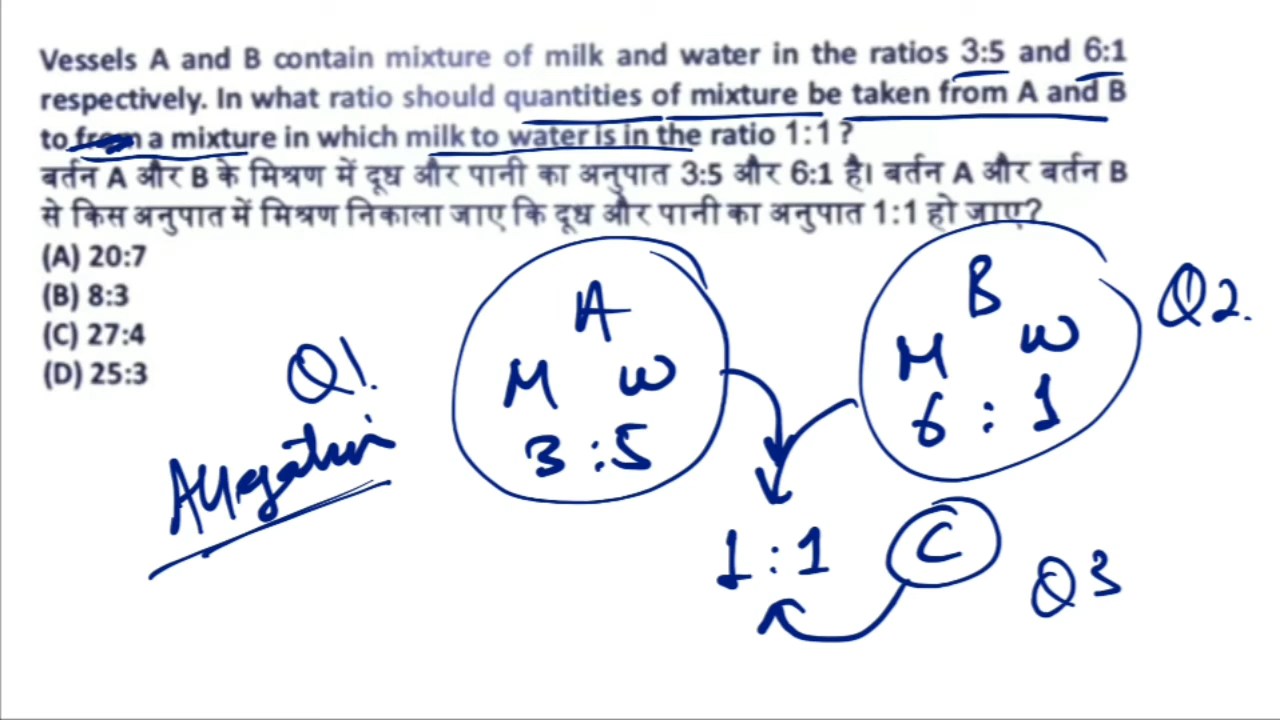 Vessels A and B contain mixture of milk and water in the ratios 3:5 and 6:1
respectively. In what ratio should quantities of mixture be taken from A and B
to from a mixture in which milk to water is in the ratio 1:1?
बर्तन A और B के मिश्रण में दूध और पानी का अनुपात 3:5 और 6:1 है। बर्तन A और बर्तन B
से किस अनुपात में मिश्रण निकाला जाए कि दूध और पानी का अनुपात 1:1 हो जाए?
(A) 20:7
(B) 8:3
(C) 27:4
(D) 25:3
Q1.
Allegation
A
M W
3:5
B
M W
6:1
Q2.
1:1
C
Q3